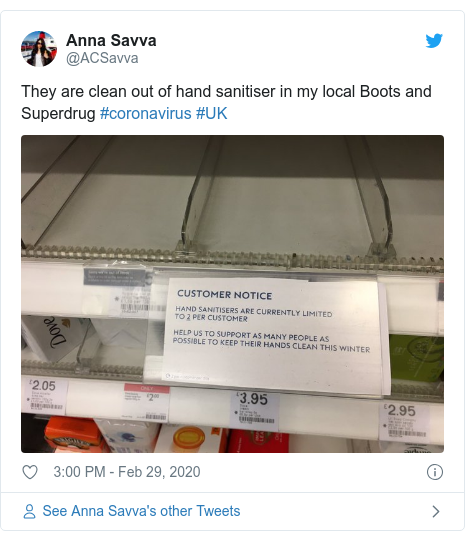 Anna Savva
@ACSavva
They are clean out of hand sanitiser in my local Boots and
Superdrug #coronavirus #UK
CUSTOMER NOTICE
HAND SANITISERS ARE CURRENTLY LIMITED
TO 2 PER CUSTOMER
HELP US TO SUPPORT AS MANY PEOPLE AS
POSSIBLE TO KEEP THEIR HANDS CLEAN THIS WINTER
Dove
£2.05
£3.95
£2.95
3:00 PM - Feb 29, 2020
See Anna Savva's other Tweets